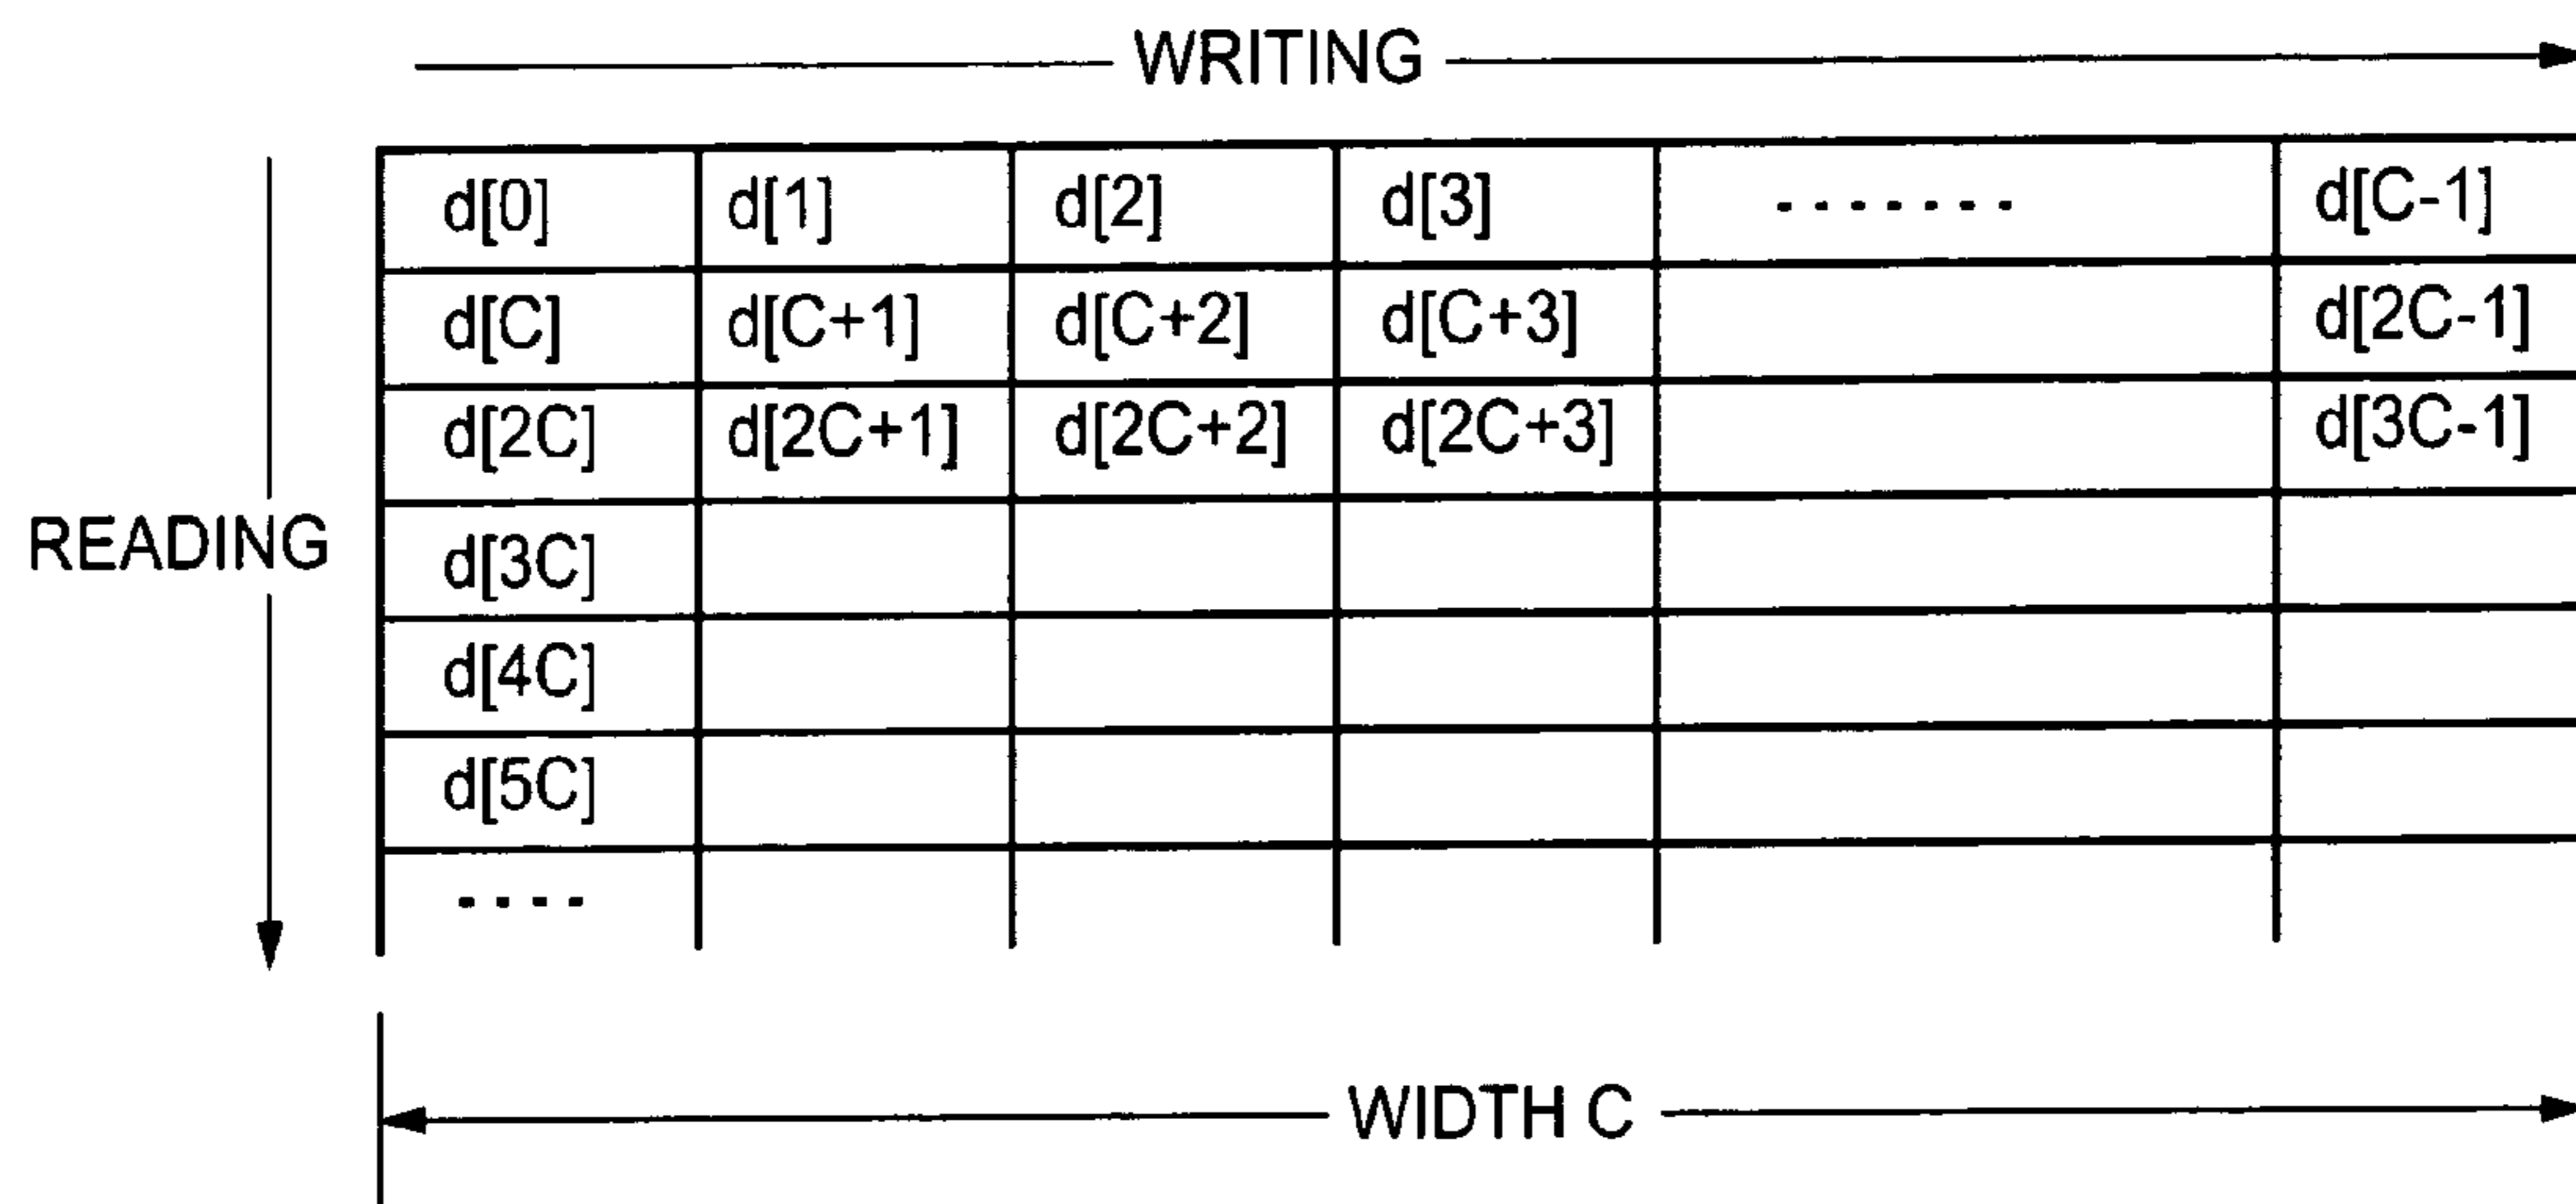 WRITING
d[0] d[1] d[2] d[3] ....... d[C-1]
d[C] d[C+1] d[C+2] d[C+3] d[2C-1]
d[2C] d[2C+1] d[2C+2] d[2C+3] d[3C-1]
READING
d[3C]
d[4C]
d[5C]
....
WIDTH C